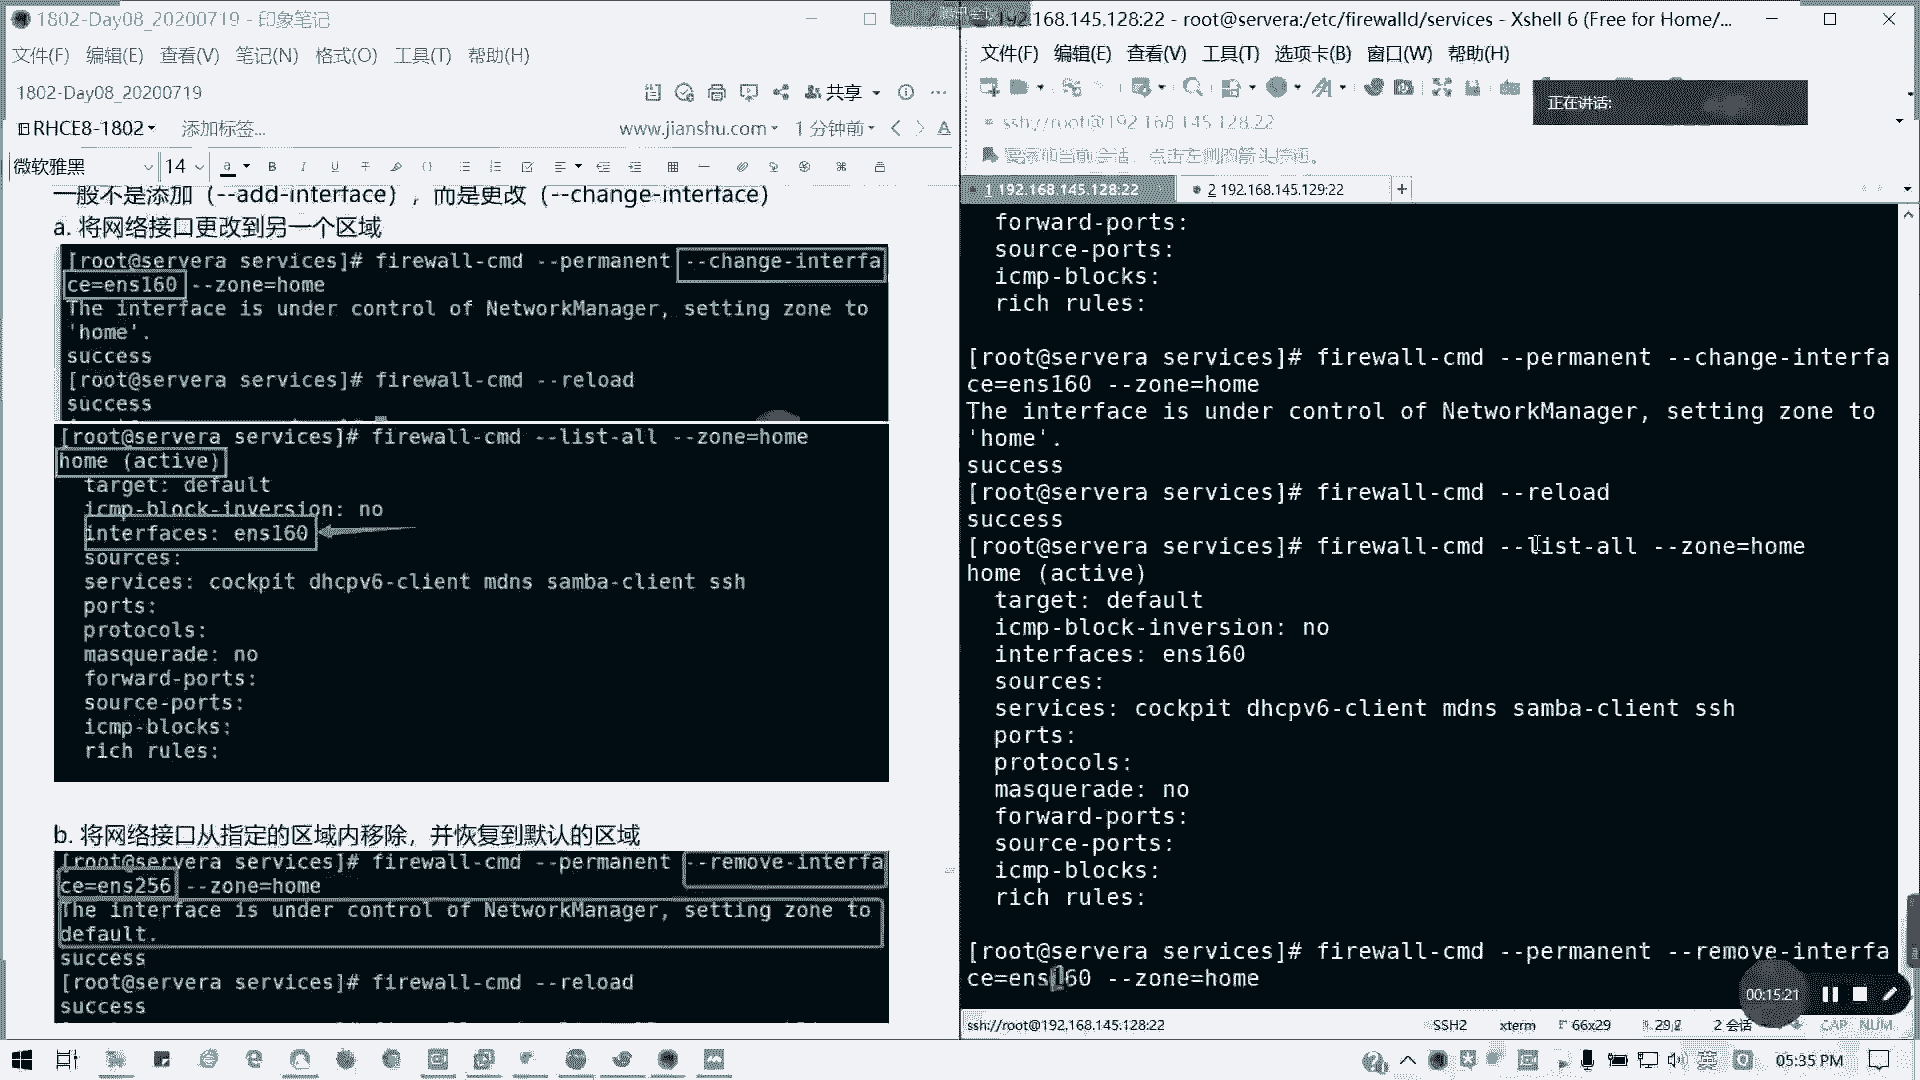 1802-Day08_20200719 - 印象笔记
文件(F) 编辑(E) 查看(V) 笔记(N) 格式(O) 工具(T) 帮助(H)
1802-Day08_20200719
共享
RHCE8-1802 添加标签... www.jianshu.com 1 分钟前
微软雅黑 14
一般不是添加（--add-interface），而是更改（--change-interface）
a. 将网络接口更改到另一个区域
[root@servera services]# firewall-cmd --permanent --change-interfa
ce=ens160 --zone=home
The interface is under control of NetworkManager, setting zone to
'home'.
success
[root@servera services]# firewall-cmd --reload
success
[root@servera services]# firewall-cmd --list-all --zone=home
home (active)
target: default
icmp-block-inversion: no
interfaces: ens160
sources:
services: cockpit dhcpv6-client mdns samba-client ssh
ports:
protocols:
masquerade: no
forward-ports:
source-ports:
icmp-blocks:
rich rules:
b. 将网络接口从指定的区域内移除，并恢复到默认的区域
[root@servera services]# firewall-cmd --permanent --remove-interfa
ce=ens256 --zone=home
The interface is under control of NetworkManager, setting zone to
default.
success
[root@servera services]# firewall-cmd --reload
success
192.168.145.128:22 - root@servera:/etc/firewalld/services - Xshell 6 (Free for Home/...
文件(F) 编辑(E) 查看(V) 工具(T) 选项卡(B) 窗口(W) 帮助(H)
正在讲话:
ssh://root@192.168.145.128:22
要添加当前会话，点击左侧的箭头按钮。
1 192.168.145.128:22 2 192.168.145.129:22 +
forward-ports:
source-ports:
icmp-blocks:
rich rules:
[root@servera services]# firewall-cmd --permanent --change-interfa
ce=ens160 --zone=home
The interface is under control of NetworkManager, setting zone to
'home'.
success
[root@servera services]# firewall-cmd --reload
success
[root@servera services]# firewall-cmd --list-all --zone=home
home (active)
target: default
icmp-block-inversion: no
interfaces: ens160
sources:
services: cockpit dhcpv6-client mdns samba-client ssh
ports:
protocols:
masquerade: no
forward-ports:
source-ports:
icmp-blocks:
rich rules:
[root@servera services]# firewall-cmd --permanent --remove-interfa
ce=ens160 --zone=home
00:15:21
ssh://root@192.168.145.128:22 SSH2 xterm 66x29 29,2 2 会话 CAP NUM
英 05:35 PM